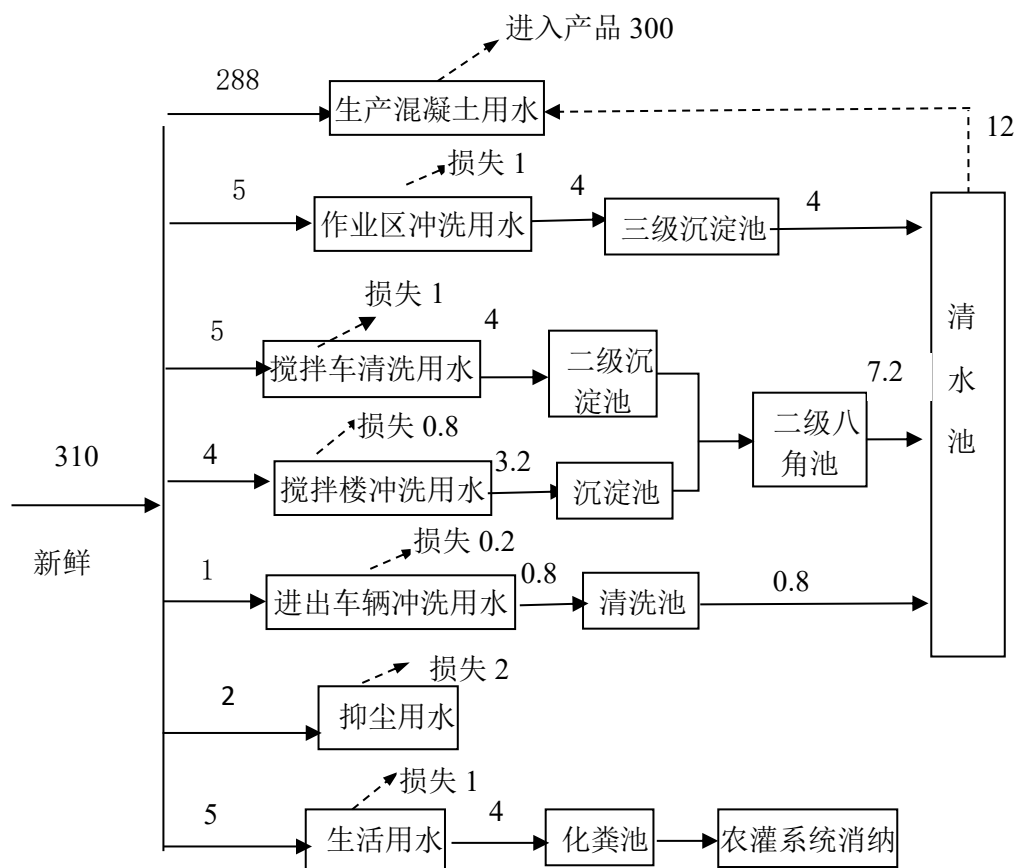 进入产品 300
288
生产混凝土用水
12
损失 1
5
作业区冲洗用水
4
三级沉淀池
4
清
水
池
损失 1
5
搅拌车清洗用水
4
二级沉
淀池
7.2
二级八
角池
310
新鲜
损失 0.8
4
搅拌楼冲洗用水
3.2
沉淀池
损失 0.2
1
进出车辆冲洗用水
0.8
清洗池
0.8
损失 2
2
抑尘用水
损失 1
5
生活用水
4
化粪池
农灌系统消纳